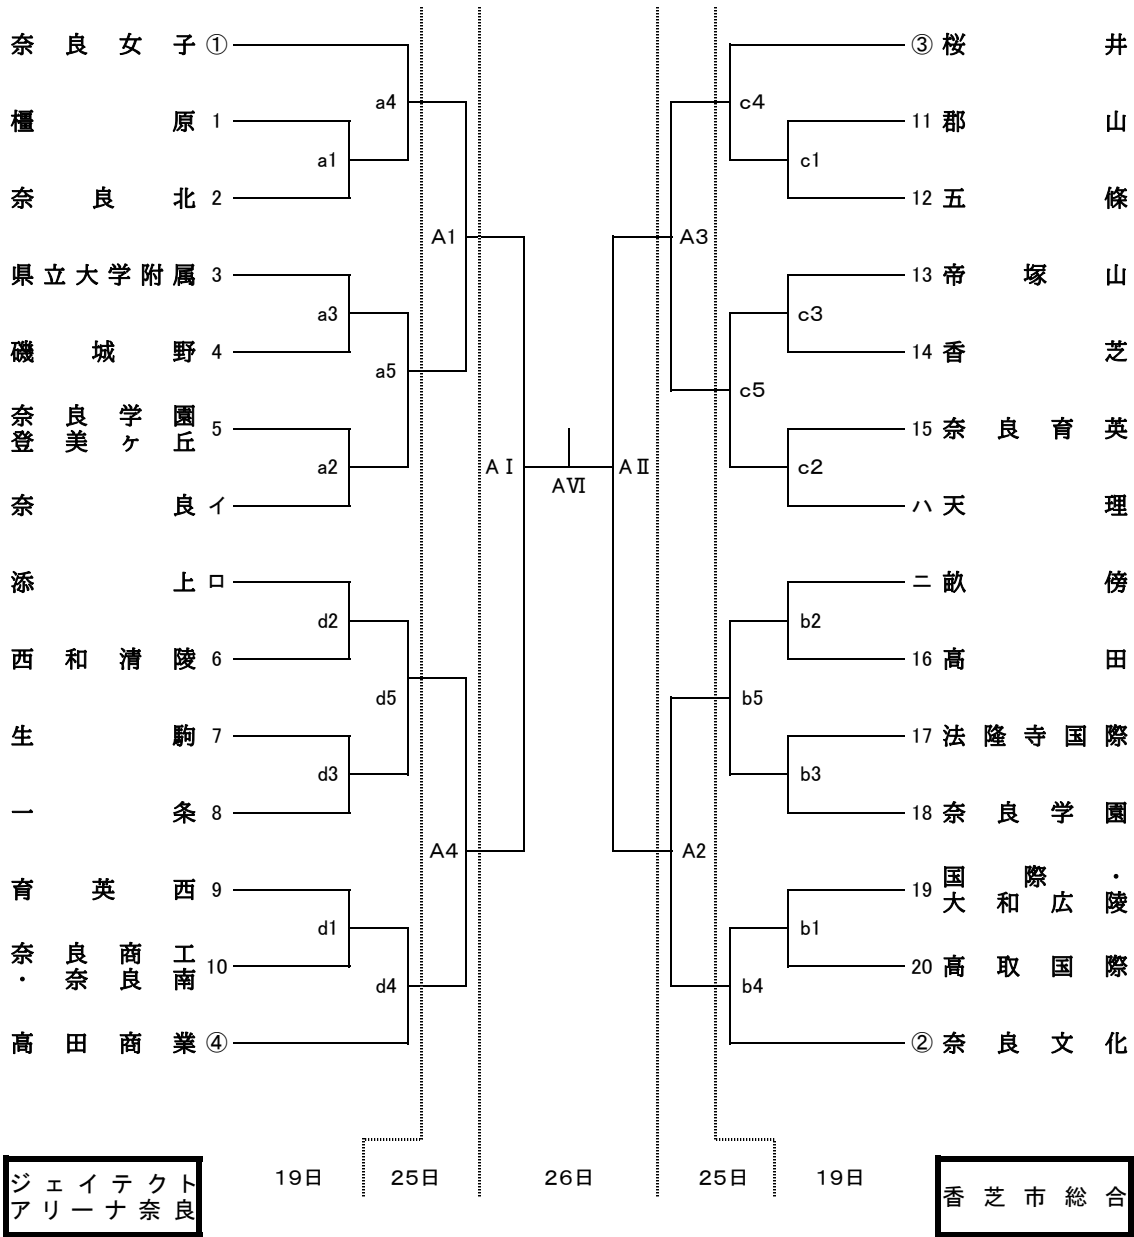 奈良女子 ①
橿原 1
奈良北 2
県立大学附属 3
磯城野 4
奈良学園
登美ヶ丘 5
奈良 イ
添上 ロ
西和清陵 6
生駒 7
一条 8
育英西 9
奈良商工
・奈良南 10
高田商業 ④
a4
a1
A1
a3
a5
a2
AⅠ
d2
d5
d3
A4
d1
d4
AⅥ
AⅡ
c4
c1
A3
c3
c5
c2
b2
b5
b3
A2
b1
b4
③ 桜井
11 郡山
12 五條
13 帝塚山
14 香芝
15 奈良育英
ハ 天理
ニ 畝傍
16 高田
17 法隆寺国際
18 奈良学園
19 国際・
大和広陵
20 高取国際
② 奈良文化
ジェイテクト
アリーナ奈良
19日 25日 26日 25日 19日
香芝市総合